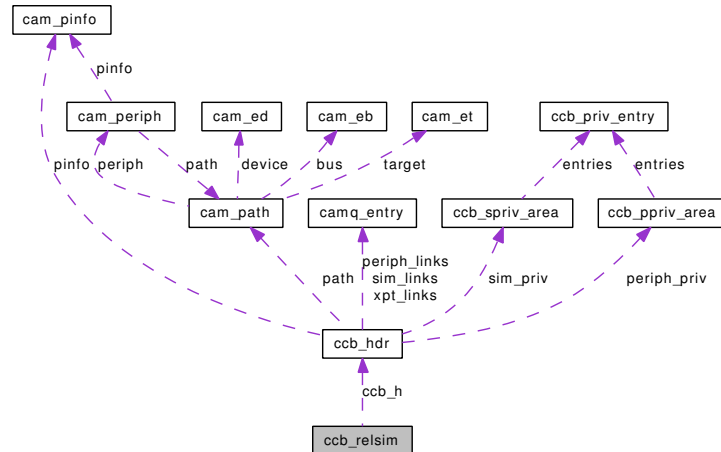 cam_pinfo
pinfo
cam_periph
cam_ed
cam_eb
cam_et
ccb_priv_entry
pinfo
periph
path
device
bus
target
entries
entries
cam_path
camq_entry
ccb_spriv_area
ccb_ppriv_area
path
periph_links
sim_links
xpt_links
sim_priv
periph_priv
ccb_hdr
ccb_h
ccb_relsim